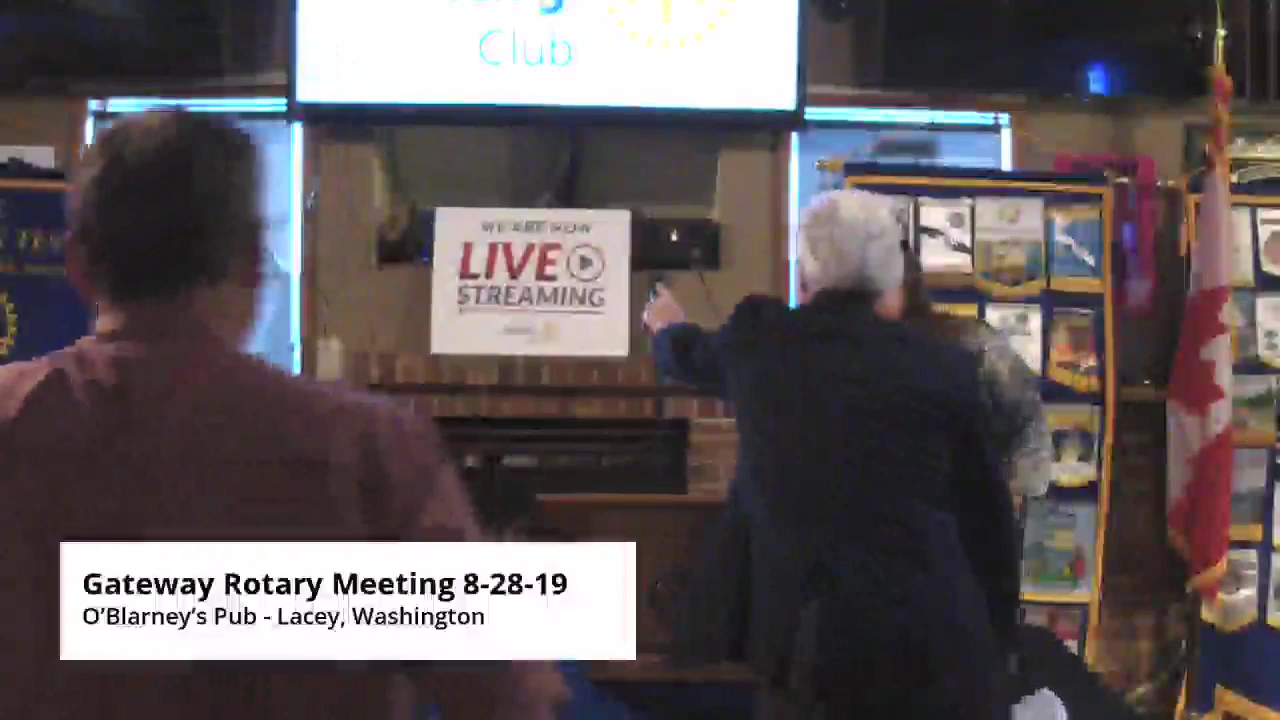 Club
WE ARE NOW
LIVE
STREAMING
Gateway Rotary Meeting 8-28-19
O'Blarney's Pub - Lacey, Washington